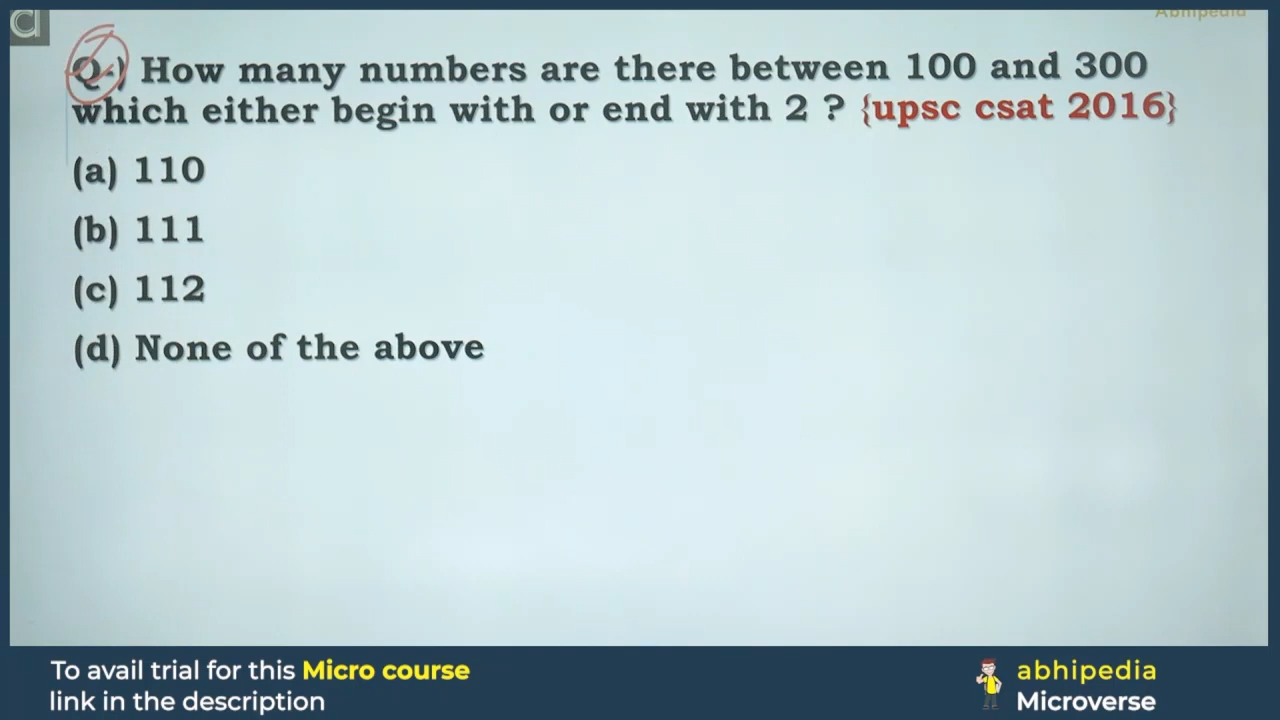 Abhipedia
Q.) How many numbers are there between 100 and 300
which either begin with or end with 2 ? {upsc csat 2016}
(a) 110
(b) 111
(c) 112
(d) None of the above
To avail trial for this Micro course
link in the description
abhipedia
Microverse